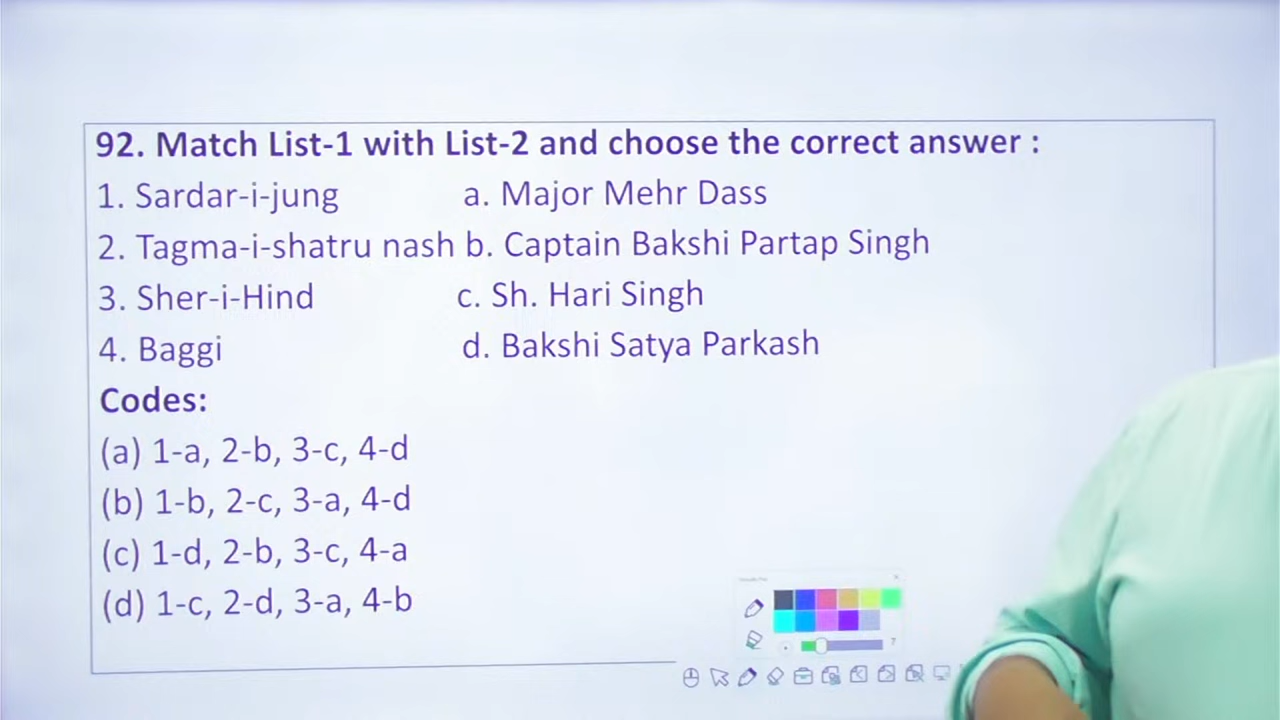 92. Match List-1 with List-2 and choose the correct answer :
1. Sardar-i-jung a. Major Mehr Dass
2. Tagma-i-shatru nash b. Captain Bakshi Partap Singh
3. Sher-i-Hind c. Sh. Hari Singh
4. Baggi d. Bakshi Satya Parkash
Codes:
(a) 1-a, 2-b, 3-c, 4-d
(b) 1-b, 2-c, 3-a, 4-d
(c) 1-d, 2-b, 3-c, 4-a
(d) 1-c, 2-d, 3-a, 4-b
7